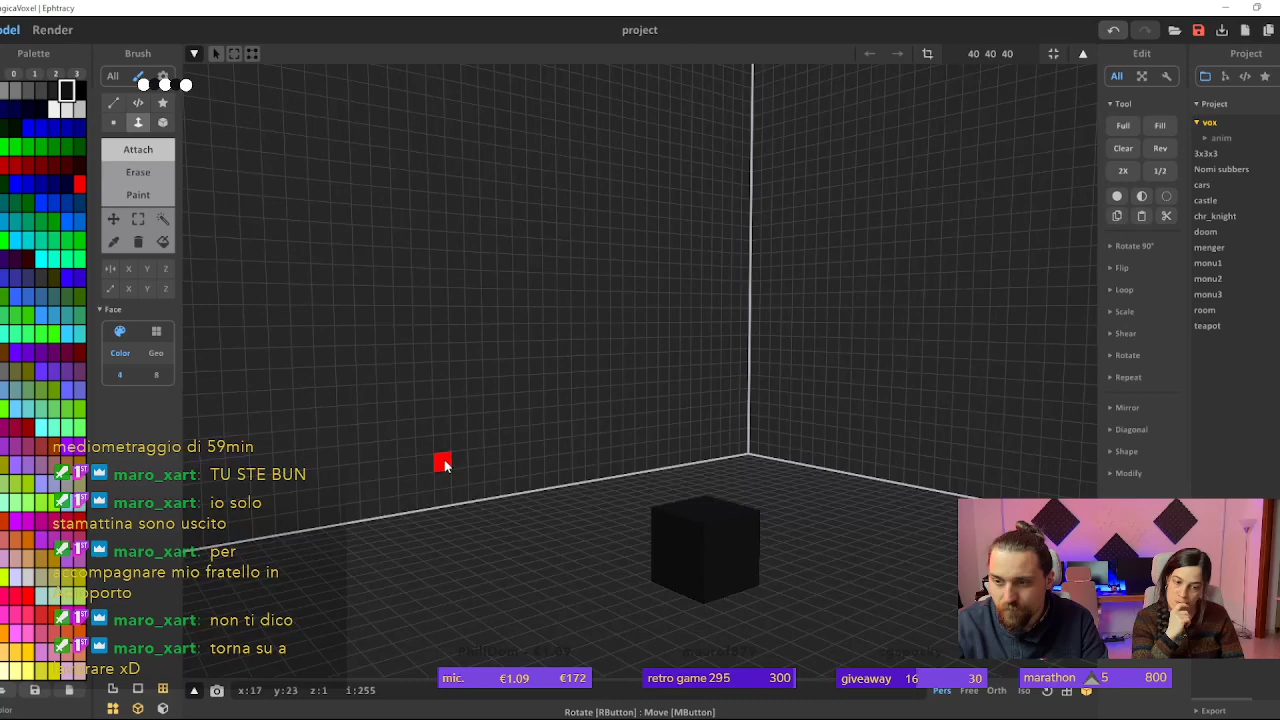 agicaVoxel | Ephtracy
odel Render
project
Palette Brush 40 40 40 Edit Project
0 1 2 3 All All
Tool Project
Full Fill vox
anim
Attach Clear Rev 3x3x3
Erase 2X 1/2 Nomi subbers
Paint cars
castle
chr_knight
doom
Rotate 90° menger
X Y Z Flip monu1
X Y Z Loop monu2
Face Scale monu3
Shear room
Color Geo Rotate teapot
4 8 Repeat
Mirror
Diagonal
Shape
Modify
mediometraggio di 59min
maro_xart: TU STE BUN
maro_xart: io solo
stamattina sono uscito
maro_xart: per
accompagnare mio fratello in
maro_xart: non ti dico
maro_xart: torna su a
mic. €1.09 €172 retro game 295 300 giveaway 16 30 marathon 5 800
x:17 y:23 z:1 i:255 Pers Free Orth Iso
Rotate [RButton] : Move [MButton] Export